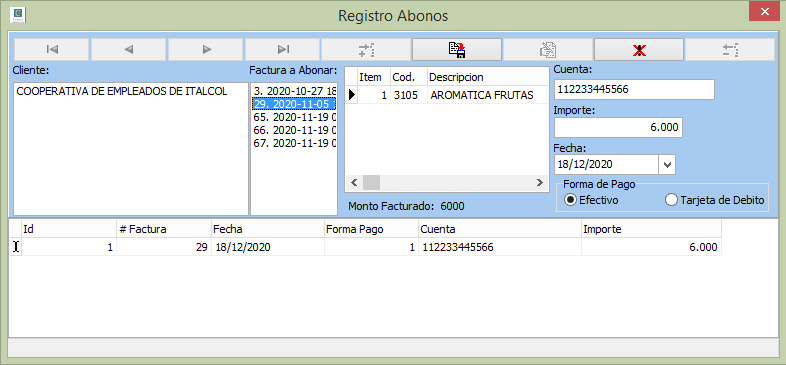 Registro Abonos
Cliente:
COOPERATIVA DE EMPLEADOS DE ITALCOL
Factura a Abonar:
3. 2020-10-27 18
29. 2020-11-05
65. 2020-11-19 0
66. 2020-11-19 0
67. 2020-11-19 0
Item Cod. Descripcion
1 3105 AROMATICA FRUTAS
Monto Facturado: 6000
Cuenta:
112233445566
Importe:
6.000
Fecha:
18/12/2020
Forma de Pago
Efectivo Tarjeta de Debito
Id # Factura Fecha Forma Pago Cuenta Importe
1 29 18/12/2020 1 112233445566 6.000